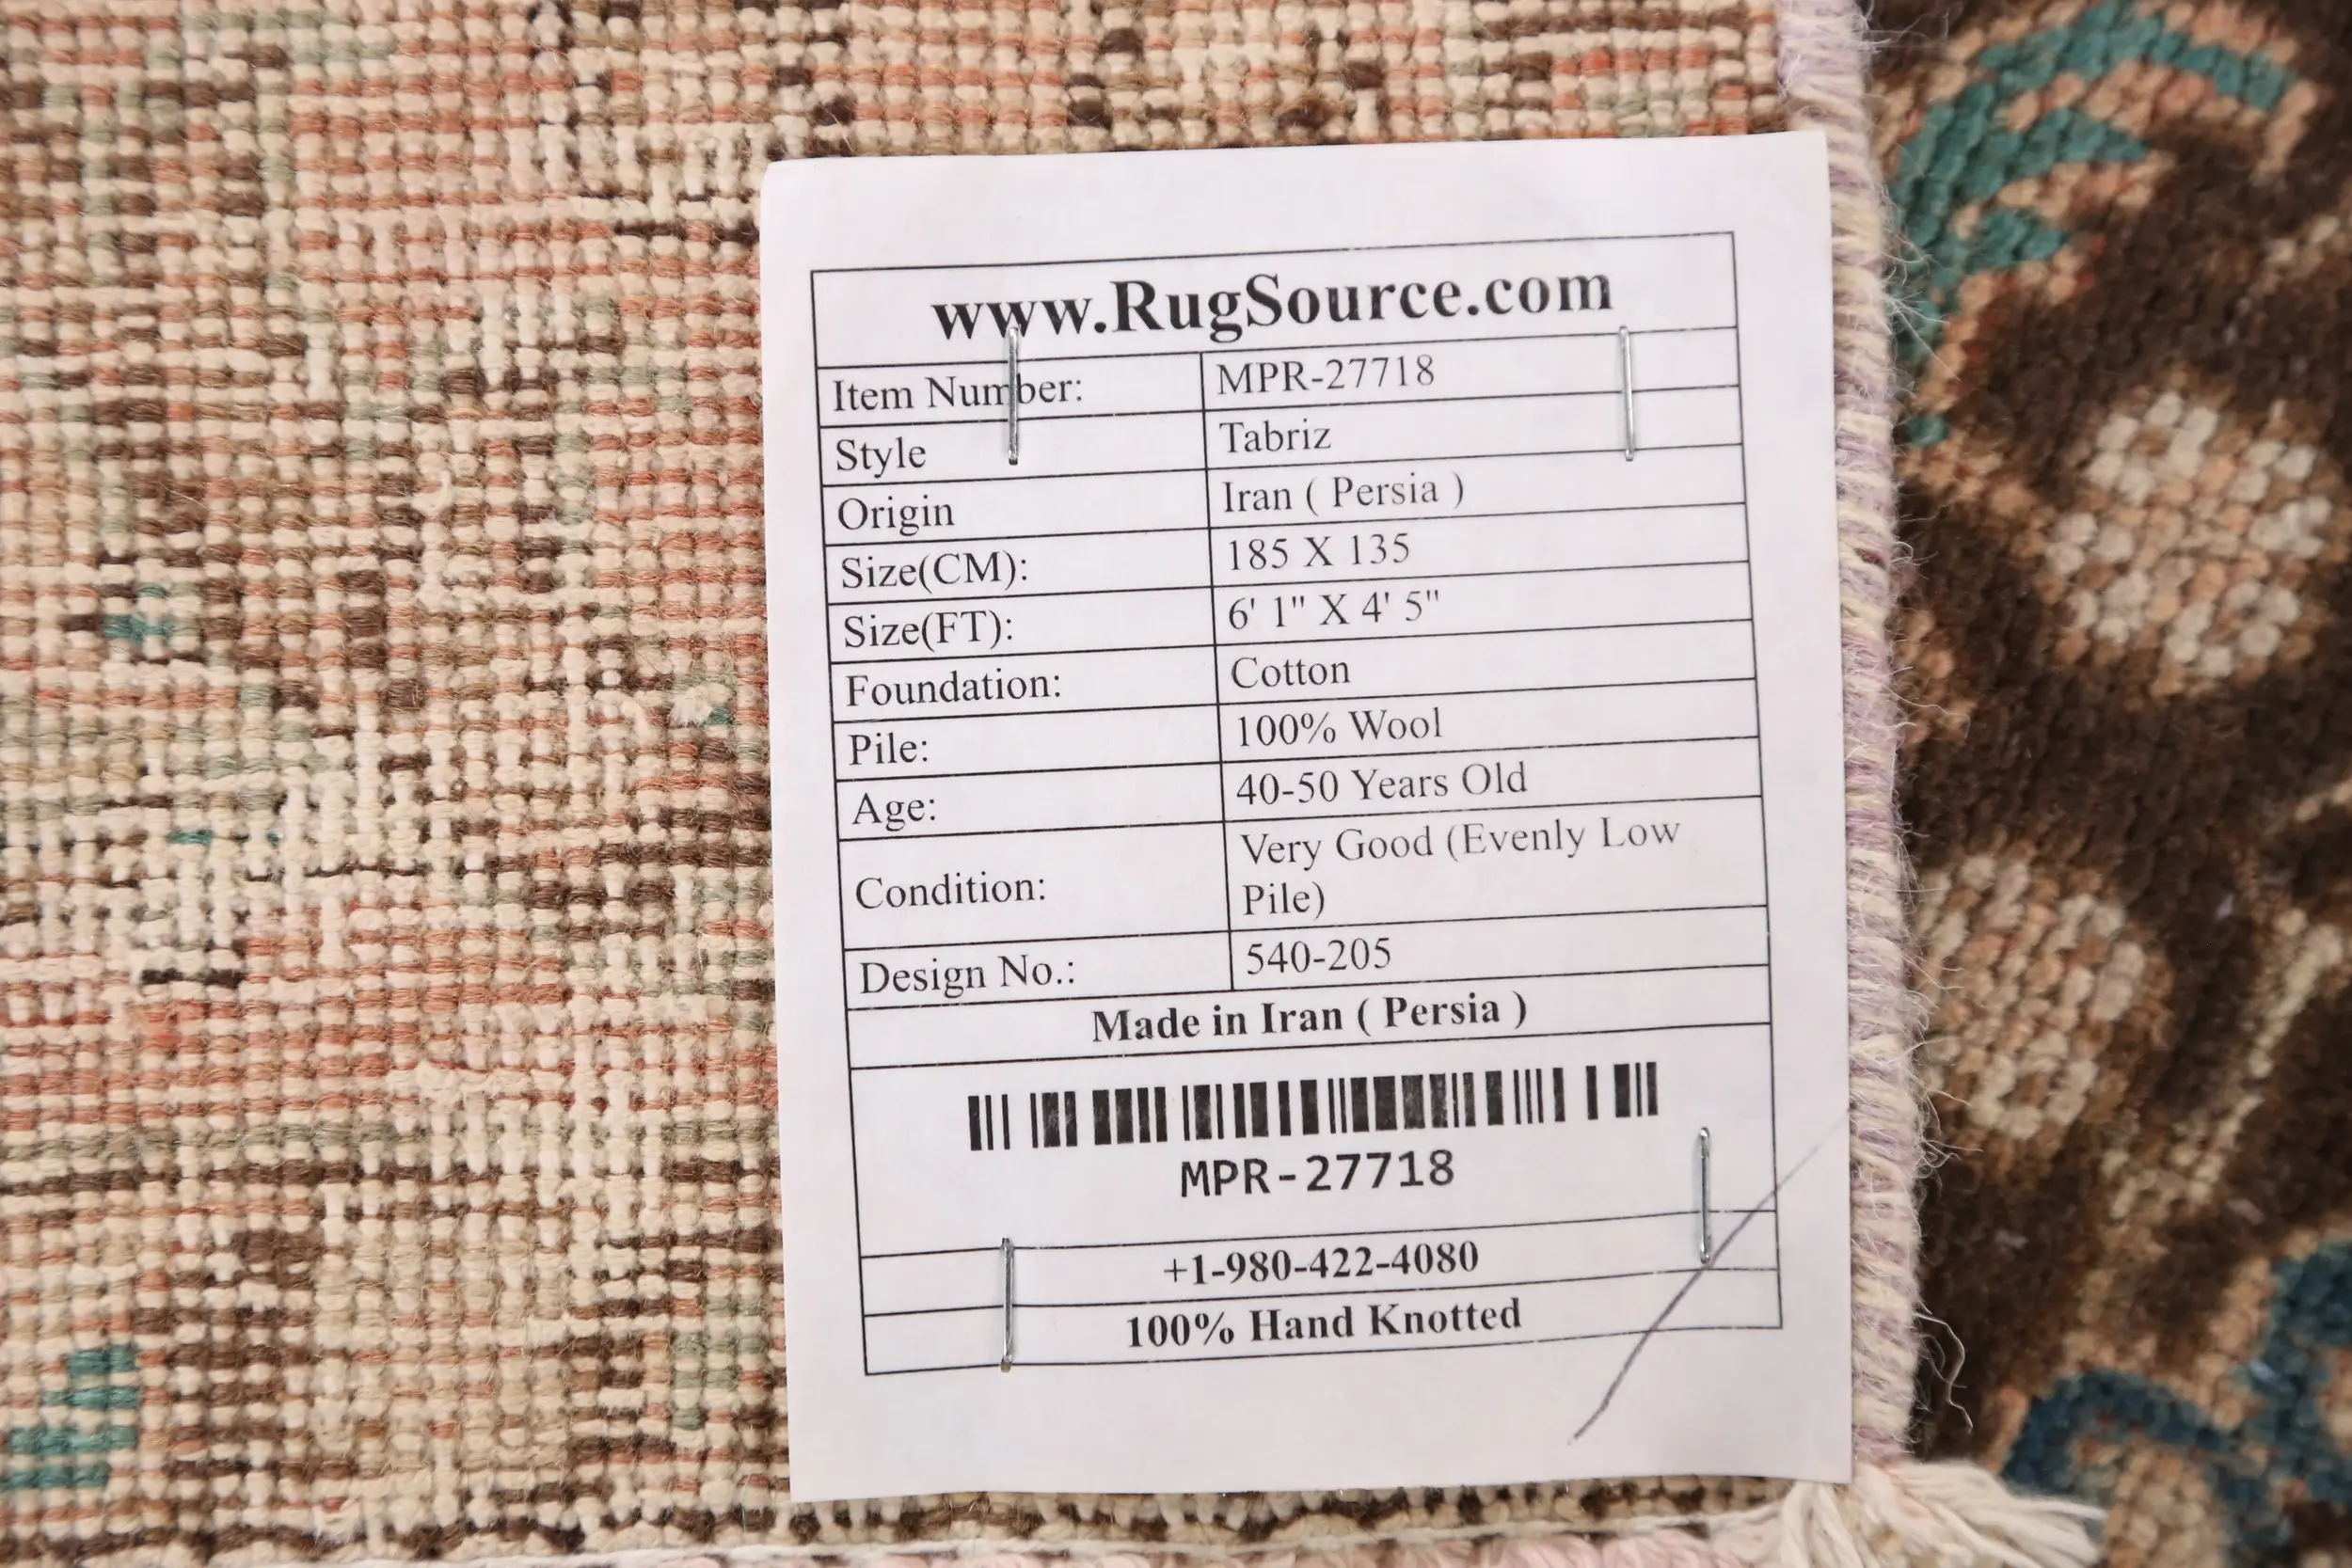 www.RugSource.com
Item Number: MPR-27718
Style Tabriz
Origin Iran ( Persia )
Size(CM): 185 X 135
Size(FT): 6' 1" X 4' 5"
Foundation: Cotton
Pile: 100% Wool
Age: 40-50 Years Old
Condition: Very Good (Evenly Low
Pile)
Design No.: 540-205
Made in Iran ( Persia )
MPR-27718
+1-980-422-4080
100% Hand Knotted